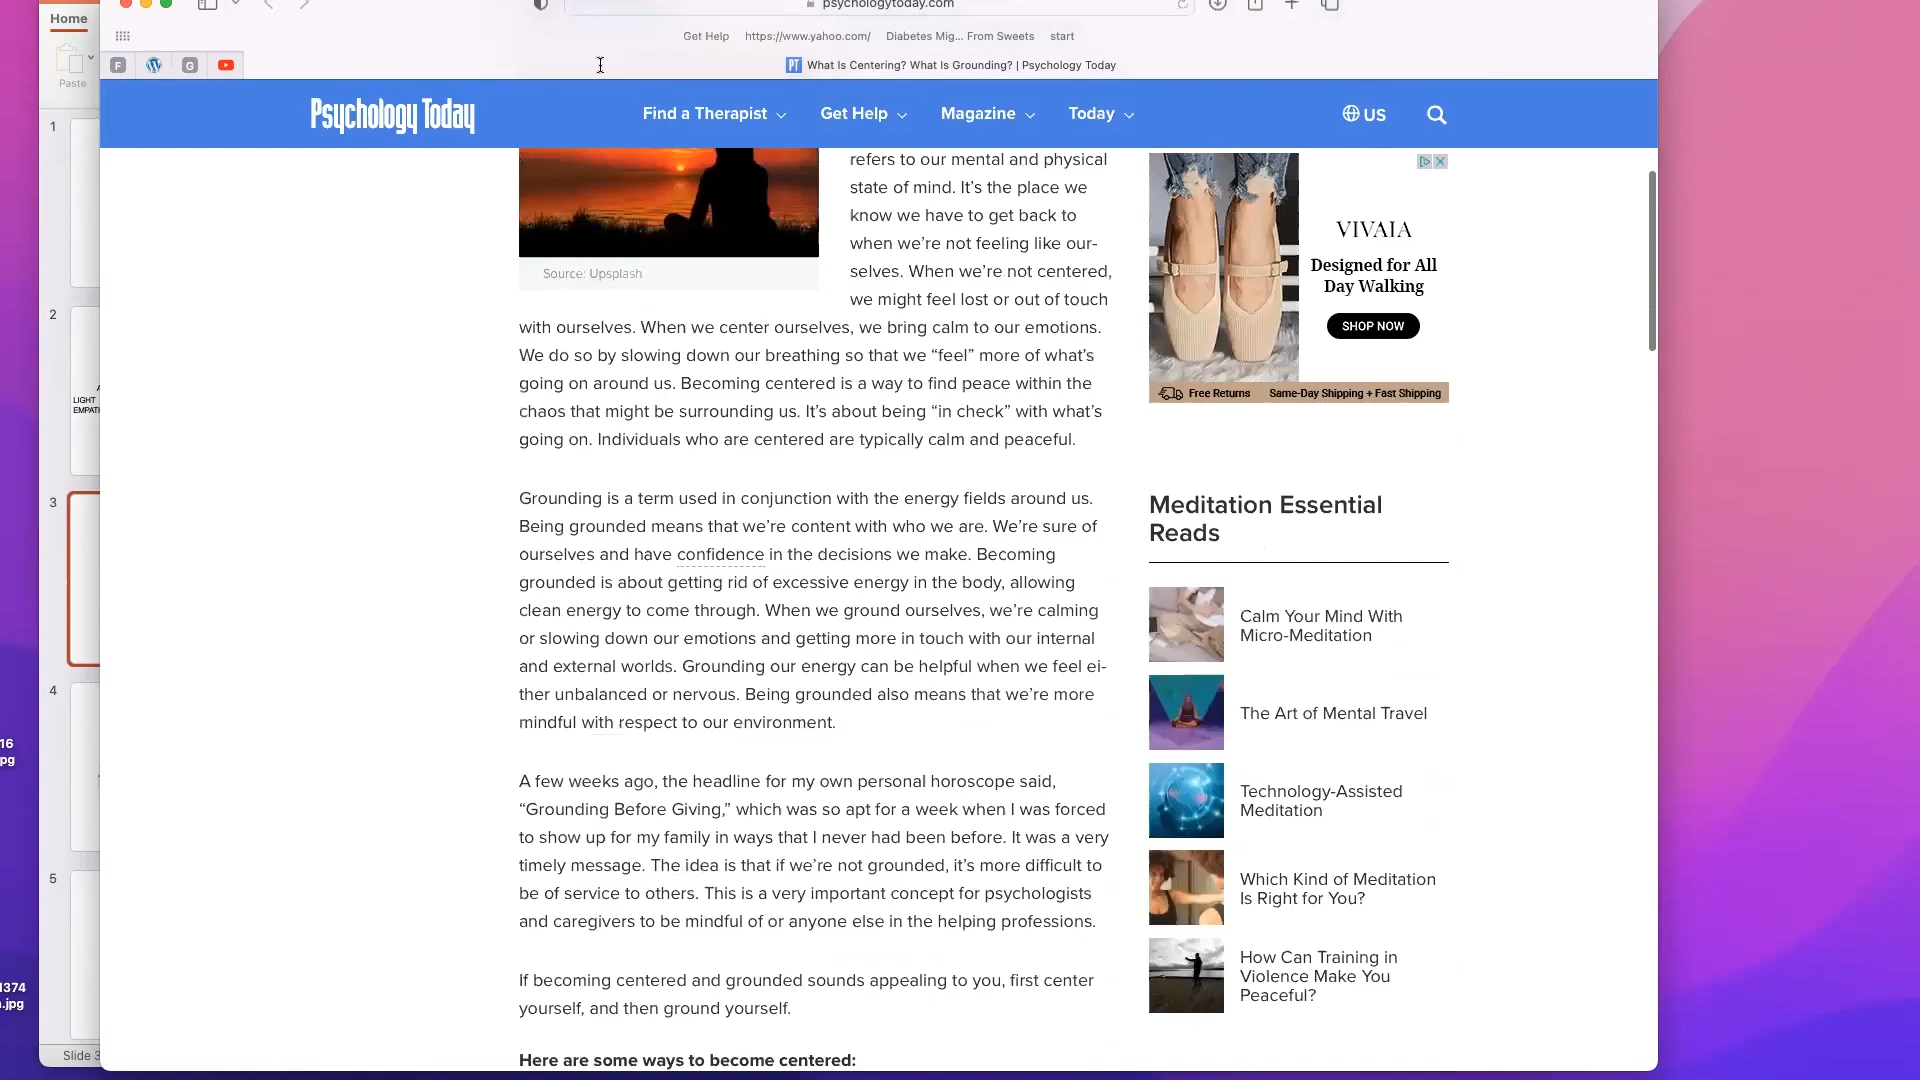 Home
psychologytoday.com
Get Help https://www.yahoo.com/ Diabetes Mig... From Sweets start
F G
What Is Centering? What Is Grounding? | Psychology Today
Paste
Psychology Today
Find a Therapist Get Help Magazine Today
US
1
2
LIGHT
EMPAT
3
4
5
Slide 3
16
pg
1374
.jpg
refers to our mental and physical
state of mind. It’s the place we
know we have to get back to
when we’re not feeling like our-
selves. When we’re not centered,
we might feel lost or out of touch
Source: Upsplash
with ourselves. When we center ourselves, we bring calm to our emotions.
We do so by slowing down our breathing so that we “feel” more of what’s
going on around us. Becoming centered is a way to find peace within the
chaos that might be surrounding us. It’s about being “in check” with what’s
going on. Individuals who are centered are typically calm and peaceful.
Grounding is a term used in conjunction with the energy fields around us.
Being grounded means that we’re content with who we are. We’re sure of
ourselves and have confidence in the decisions we make. Becoming
grounded is about getting rid of excessive energy in the body, allowing
clean energy to come through. When we ground ourselves, we’re calming
or slowing down our emotions and getting more in touch with our internal
and external worlds. Grounding our energy can be helpful when we feel ei-
ther unbalanced or nervous. Being grounded also means that we’re more
mindful with respect to our environment.
A few weeks ago, the headline for my own personal horoscope said,
“Grounding Before Giving,” which was so apt for a week when I was forced
to show up for my family in ways that I never had been before. It was a very
timely message. The idea is that if we’re not grounded, it’s more difficult to
be of service to others. This is a very important concept for psychologists
and caregivers to be mindful of or anyone else in the helping professions.
If becoming centered and grounded sounds appealing to you, first center
yourself, and then ground yourself.
Here are some ways to become centered:
VIVAIA
Designed for All
Day Walking
SHOP NOW
Free Returns Same-Day Shipping + Fast Shipping
Meditation Essential
Reads
Calm Your Mind With
Micro-Meditation
The Art of Mental Travel
Technology-Assisted
Meditation
Which Kind of Meditation
Is Right for You?
How Can Training in
Violence Make You
Peaceful?